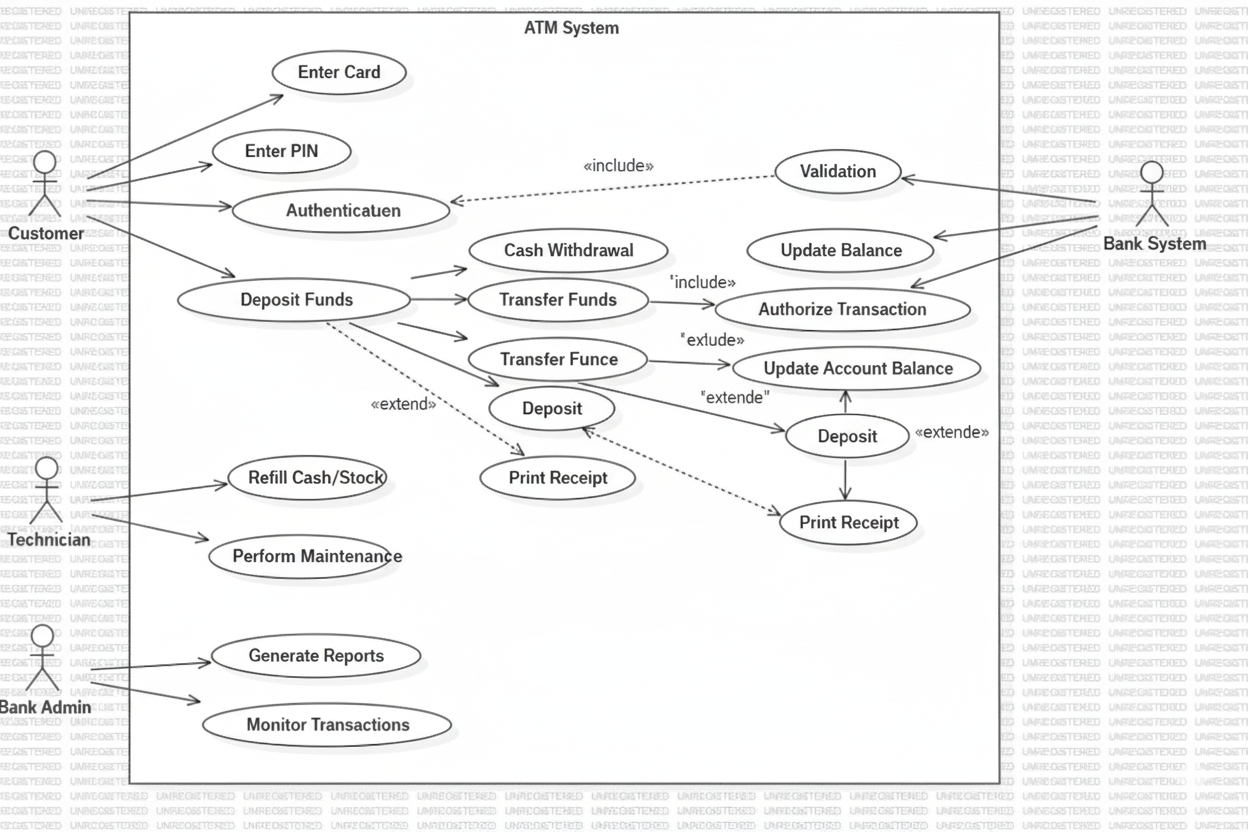 ATM System
Enter Card
Enter PIN
«include»
Validation
Authenticatuen
Customer
Bank System
Cash Withdrawal
Update Balance
"include»
Deposit Funds
Transfer Funds
Authorize Transaction
"exlude»
Transfer Funce
Update Account Balance
"extende"
«extend»
Deposit
Deposit
«extende»
Refill Cash/Stock
Print Receipt
Print Receipt
Technician
Perform Maintenance
Generate Reports
Bank Admin
Monitor Transactions